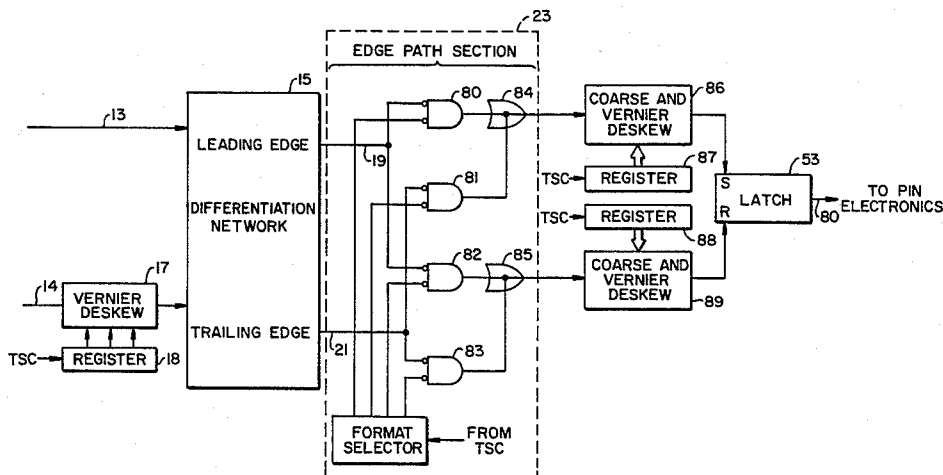 23
EDGE PATH SECTION
13
15
LEADING EDGE
DIFFERENTIATION
NETWORK
TRAILING EDGE
14
17
VERNIER
DESKEW
TSC
REGISTER
18
19
21
80
81
82
83
84
85
FORMAT
SELECTOR
FROM
TSC
86
COARSE AND
VERNIER
DESKEW
87
TSC
REGISTER
TSC
REGISTER
88
COARSE AND
VERNIER
DESKEW
89
53
S
LATCH
R
80
TO PIN
ELECTRONICS